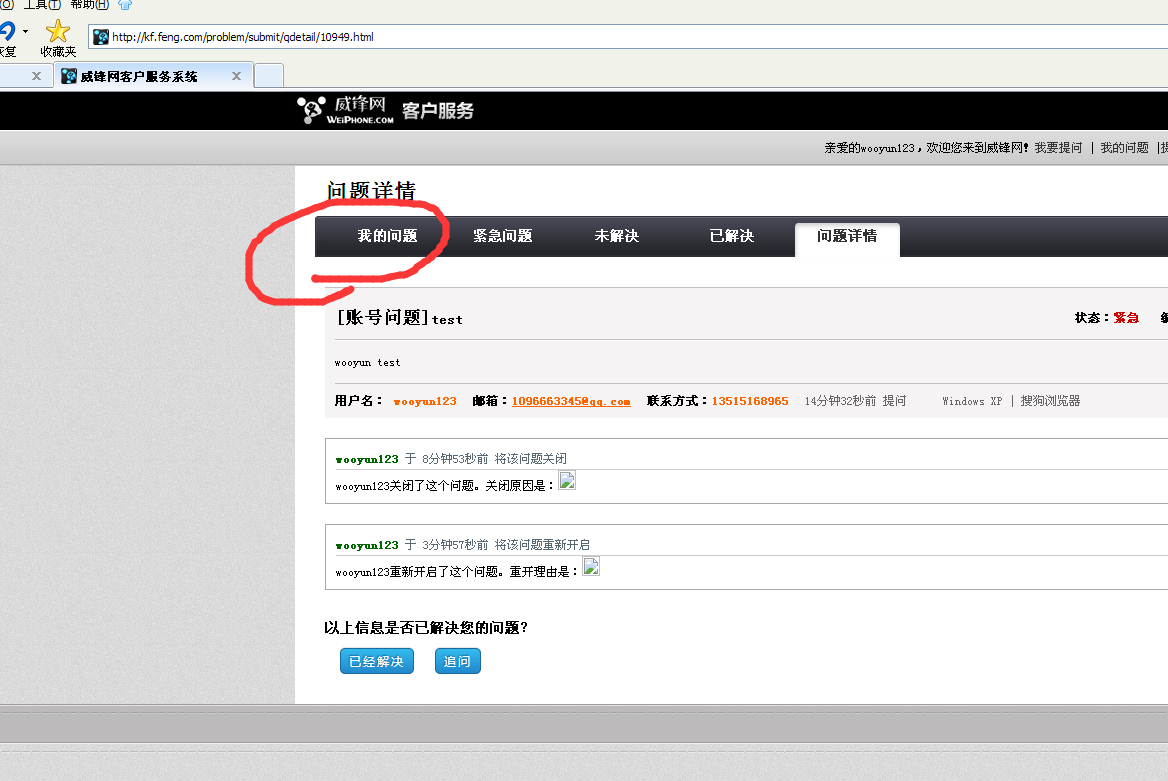 (O) 工具(T) 帮助(H)
恢复 收藏夹 http://kf.feng.com/problem/submit/qdetail/10949.html
威锋网客户服务系统
威锋网 WEIPHONE.COM 客户服务
亲爱的wooyun123，欢迎您来到威锋网! 我要提问 | 我的问题 |
问题详情
我的问题 紧急问题 未解决 已解决 问题详情
[账号问题]test 状态：紧急
wooyun test
用户名： wooyun123 邮箱：1096663345@qq.com 联系方式：13515168965 14分钟32秒前 提问 Windows XP | 搜狗浏览器
wooyun123 于 8分钟53秒前 将该问题关闭
wooyun123关闭了这个问题。关闭原因是：
wooyun123 于 3分钟57秒前 将该问题重新开启
wooyun123重新开启了这个问题。重开理由是：
以上信息是否已解决您的问题?
已经解决 追问